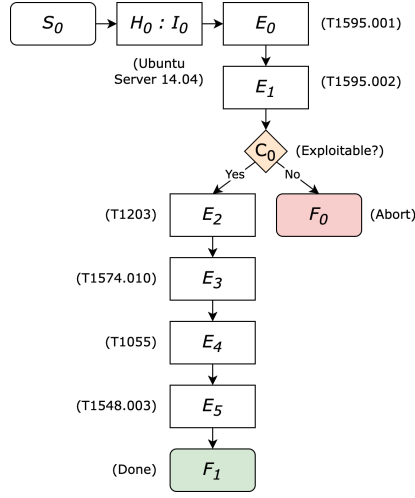 S0
H0 : I0
E0
(T1595.001)
(Ubuntu
Server 14.04)
E1
(T1595.002)
C0
(Exploitable?)
Yes
No
(T1203)
E2
F0
(Abort)
(T1574.010)
E3
(T1055)
E4
(T1548.003)
E5
(Done)
F1